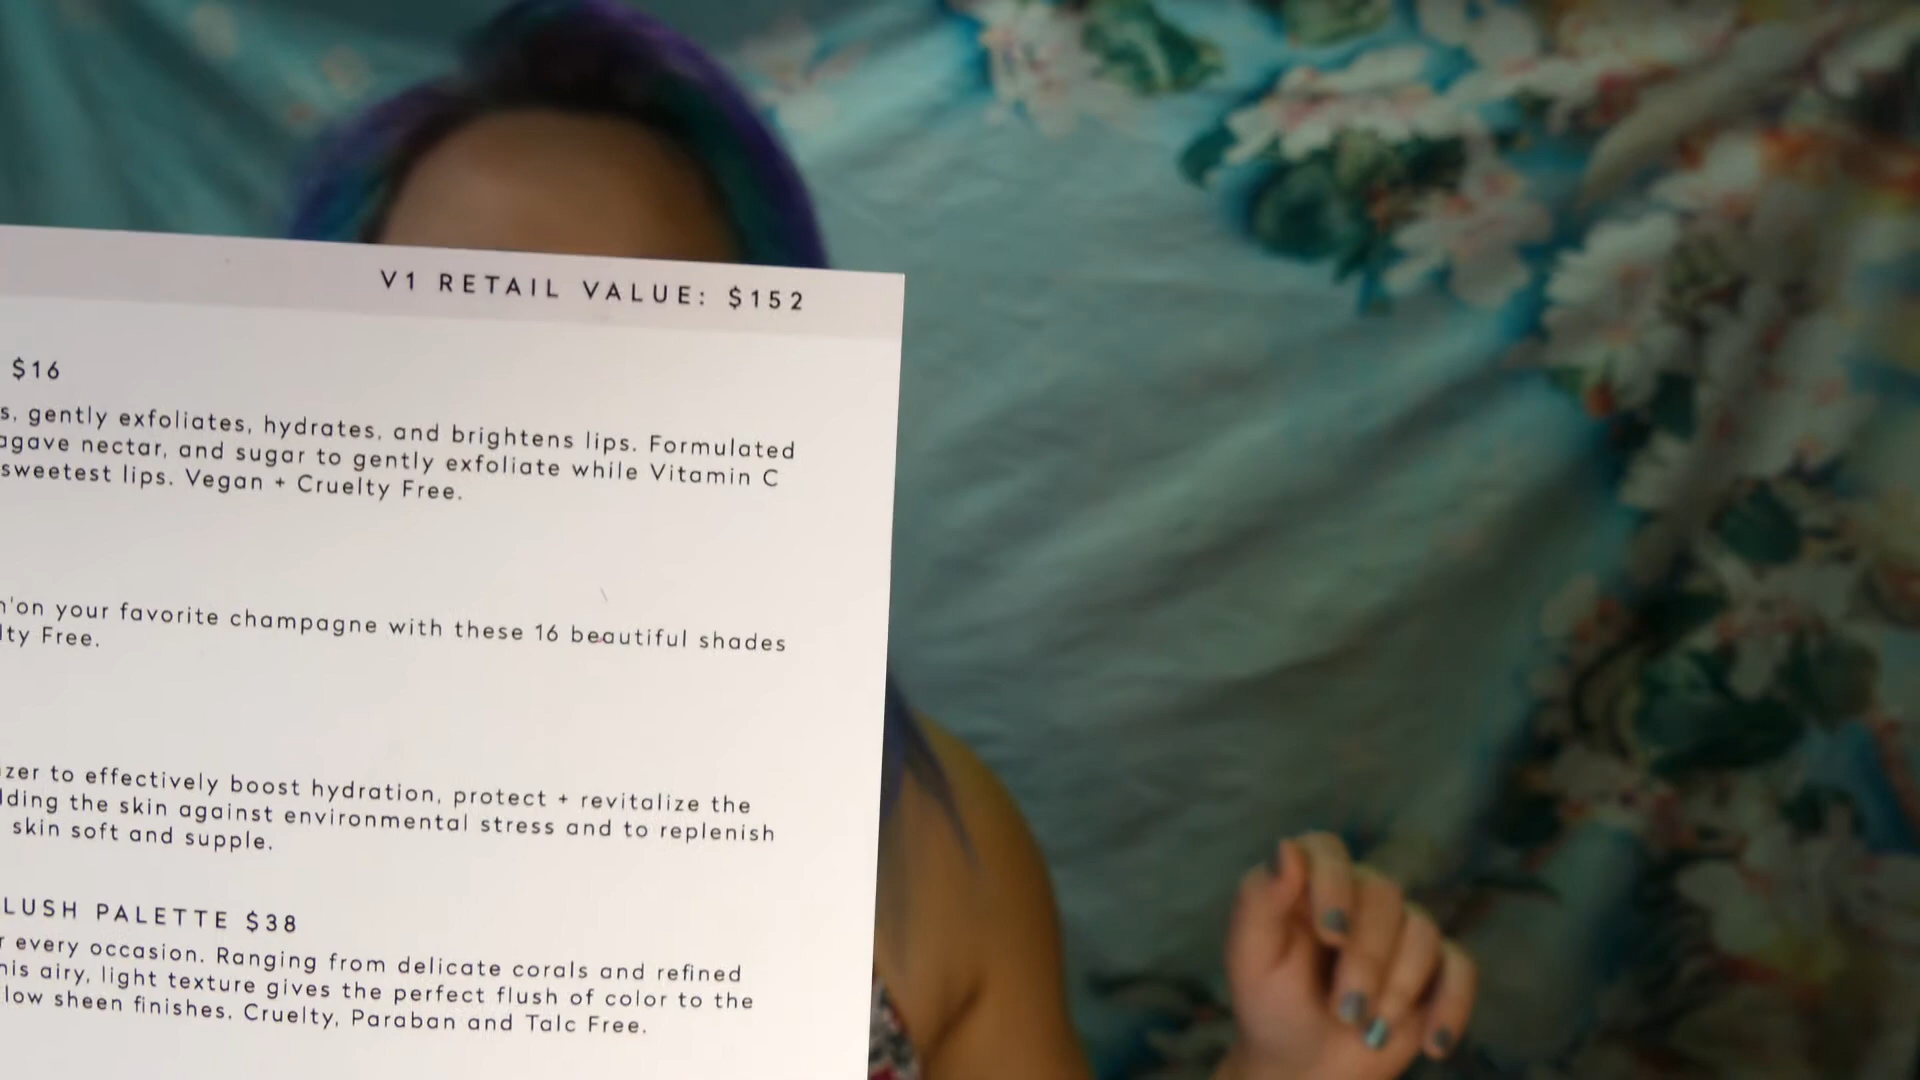 V1 RETAIL VALUE: $152
$16
gently exfoliates, hydrates, and brightens lips. Formulated
agave nectar, and sugar to gently exfoliate while Vitamin C
sweetest lips. Vegan + Cruelty Free.
n'on your favorite champagne with these 16 beautiful shades
lty Free.
zer to effectively boost hydration, protect + revitalize the
lding the skin against environmental stress and to replenish
skin soft and supple.
LUSH PALETTE $38
r every occasion. Ranging from delicate corals and refined
his airy, light texture gives the perfect flush of color to the
low sheen finishes. Cruelty, Paraban and Talc Free.